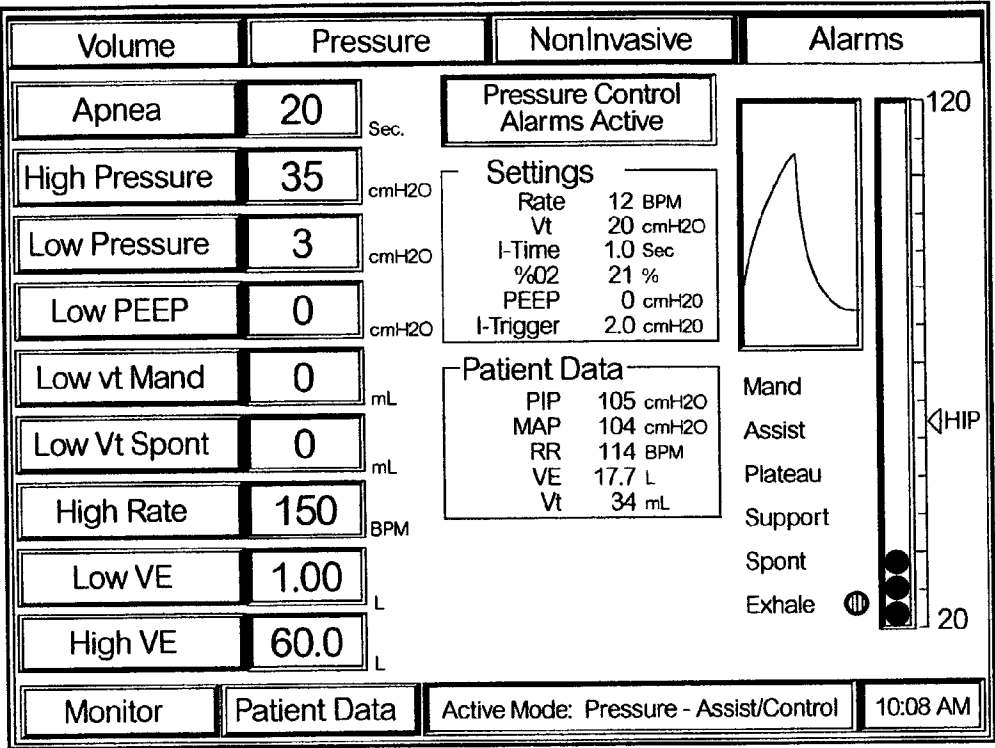 Volume Pressure NonInvasive Alarms
Apnea 20 Sec.
High Pressure 35 cmH2O
Low Pressure 3 cmH2O
Low PEEP 0 cmH2O
Low vt Mand 0 mL
Low Vt Spont 0 mL
High Rate 150 BPM
Low VE 1.00 L
High VE 60.0 L
Pressure Control
Alarms Active
Settings
Rate 12 BPM
Vt 20 cmH2O
I-Time 1.0 Sec
%02 21 %
PEEP 0 cmH20
I-Trigger 2.0 cmH20
Patient Data
PIP 105 cmH2O
MAP 104 cmH2O
RR 114 BPM
VE 17.7 L
Vt 34 mL
Mand
Assist
Plateau
Support
Spont
Exhale
120
HIP
20
Monitor Patient Data Active Mode: Pressure - Assist/Control 10:08 AM